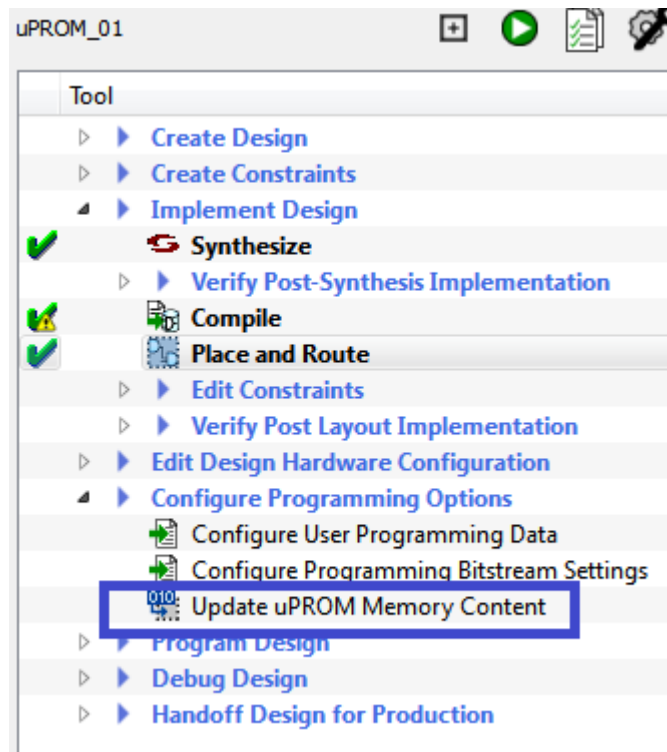 uPROM_01
Tool
Create Design
Create Constraints
Implement Design
Synthesize
Verify Post-Synthesis Implementation
Compile
Place and Route
Edit Constraints
Verify Post Layout Implementation
Edit Design Hardware Configuration
Configure Programming Options
Configure User Programming Data
Configure Programming Bitstream Settings
010 Update uPROM Memory Content
Program Design
Debug Design
Handoff Design for Production